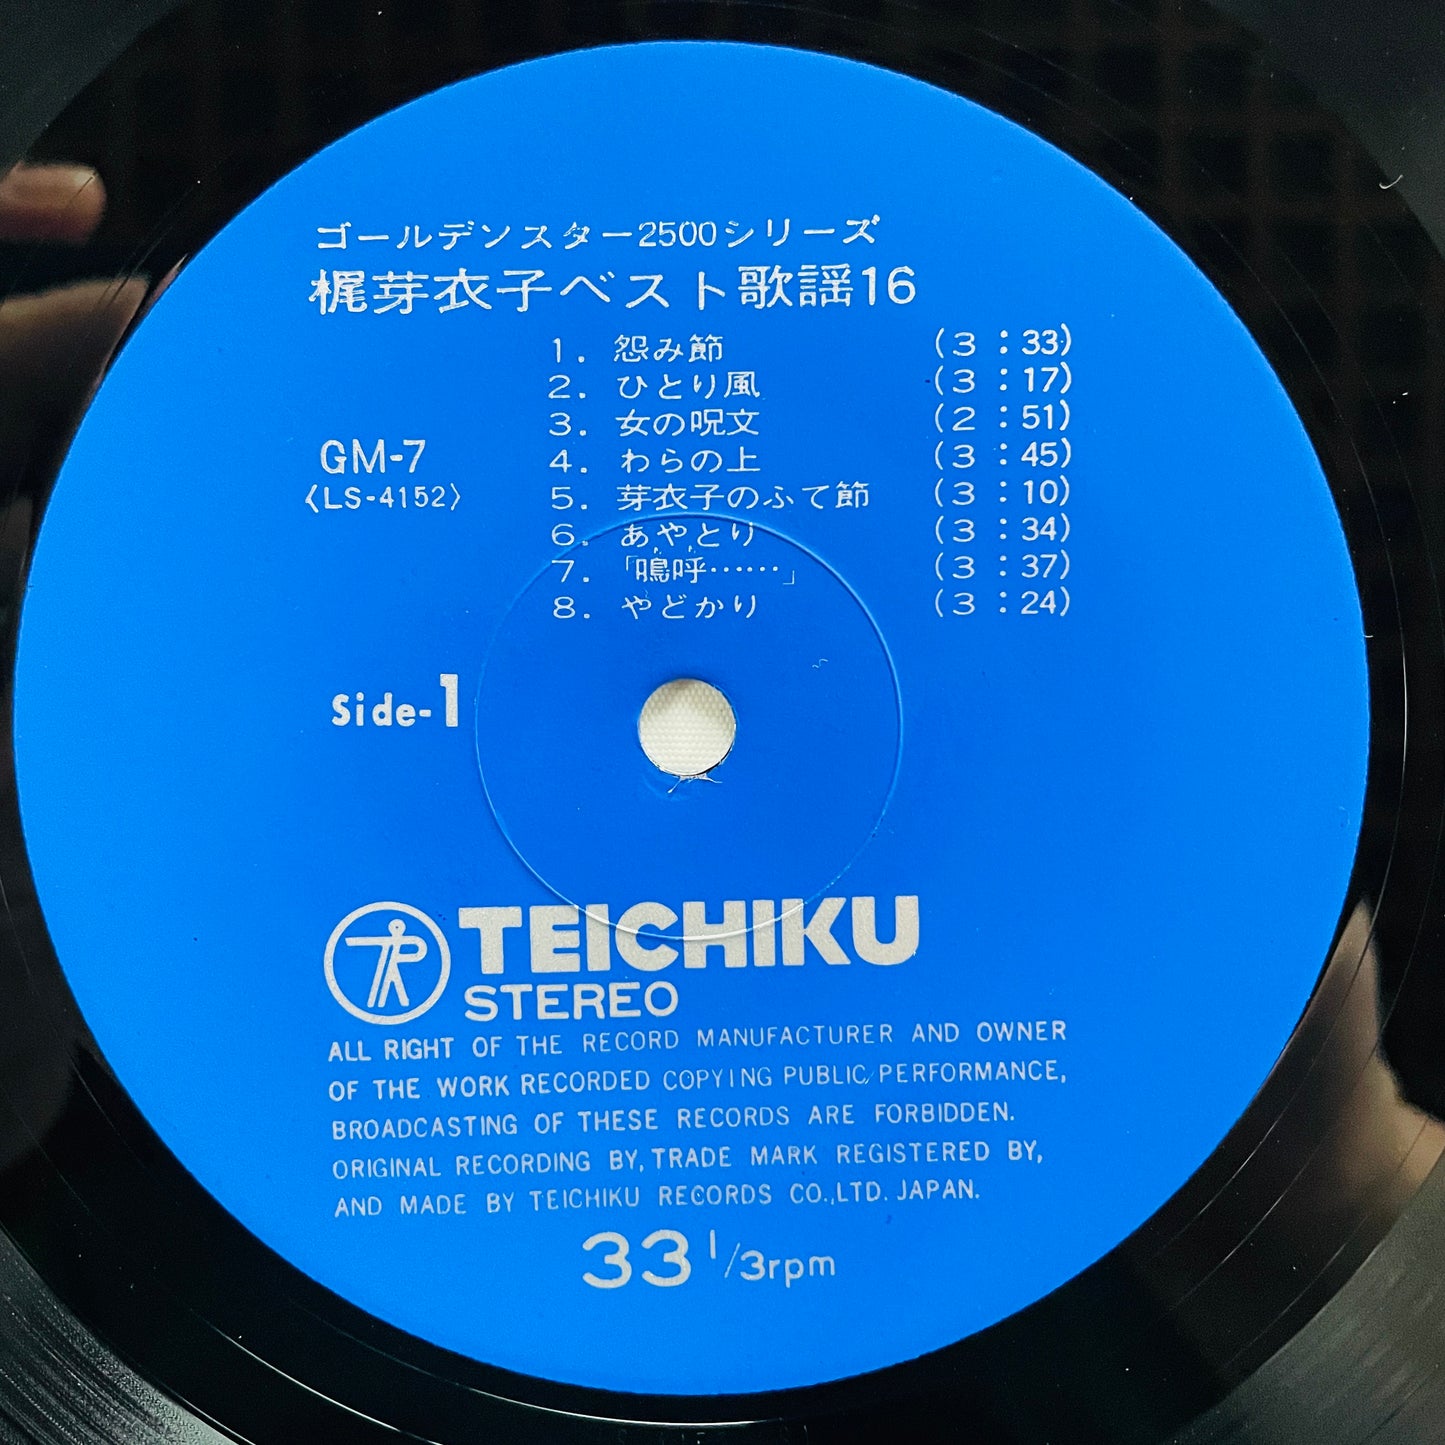 ゴールデンスター2500シリーズ
梶芽衣子ベスト歌謡16
1. 怨み節 (3:33)
2. ひとり風 (3:17)
3. 女の呪文 (2:51)
4. わらの上 (3:45)
5. 芽衣子のふて節 (3:10)
6. あやとり (3:34)
7. 「鳴呼……」 (3:37)
8. やどかり (3:24)
GM-7
〈LS-4152〉
Side-1
TEICHIKU
STEREO
ALL RIGHT OF THE RECORD MANUFACTURER AND OWNER
OF THE WORK RECORDED COPYING PUBLIC, PERFORMANCE,
BROADCASTING OF THESE RECORDS ARE FORBIDDEN.
ORIGINAL RECORDING BY, TRADE MARK REGISTERED BY,
AND MADE BY TEICHIKU RECORDS CO.,LTD. JAPAN.
33 1/3rpm